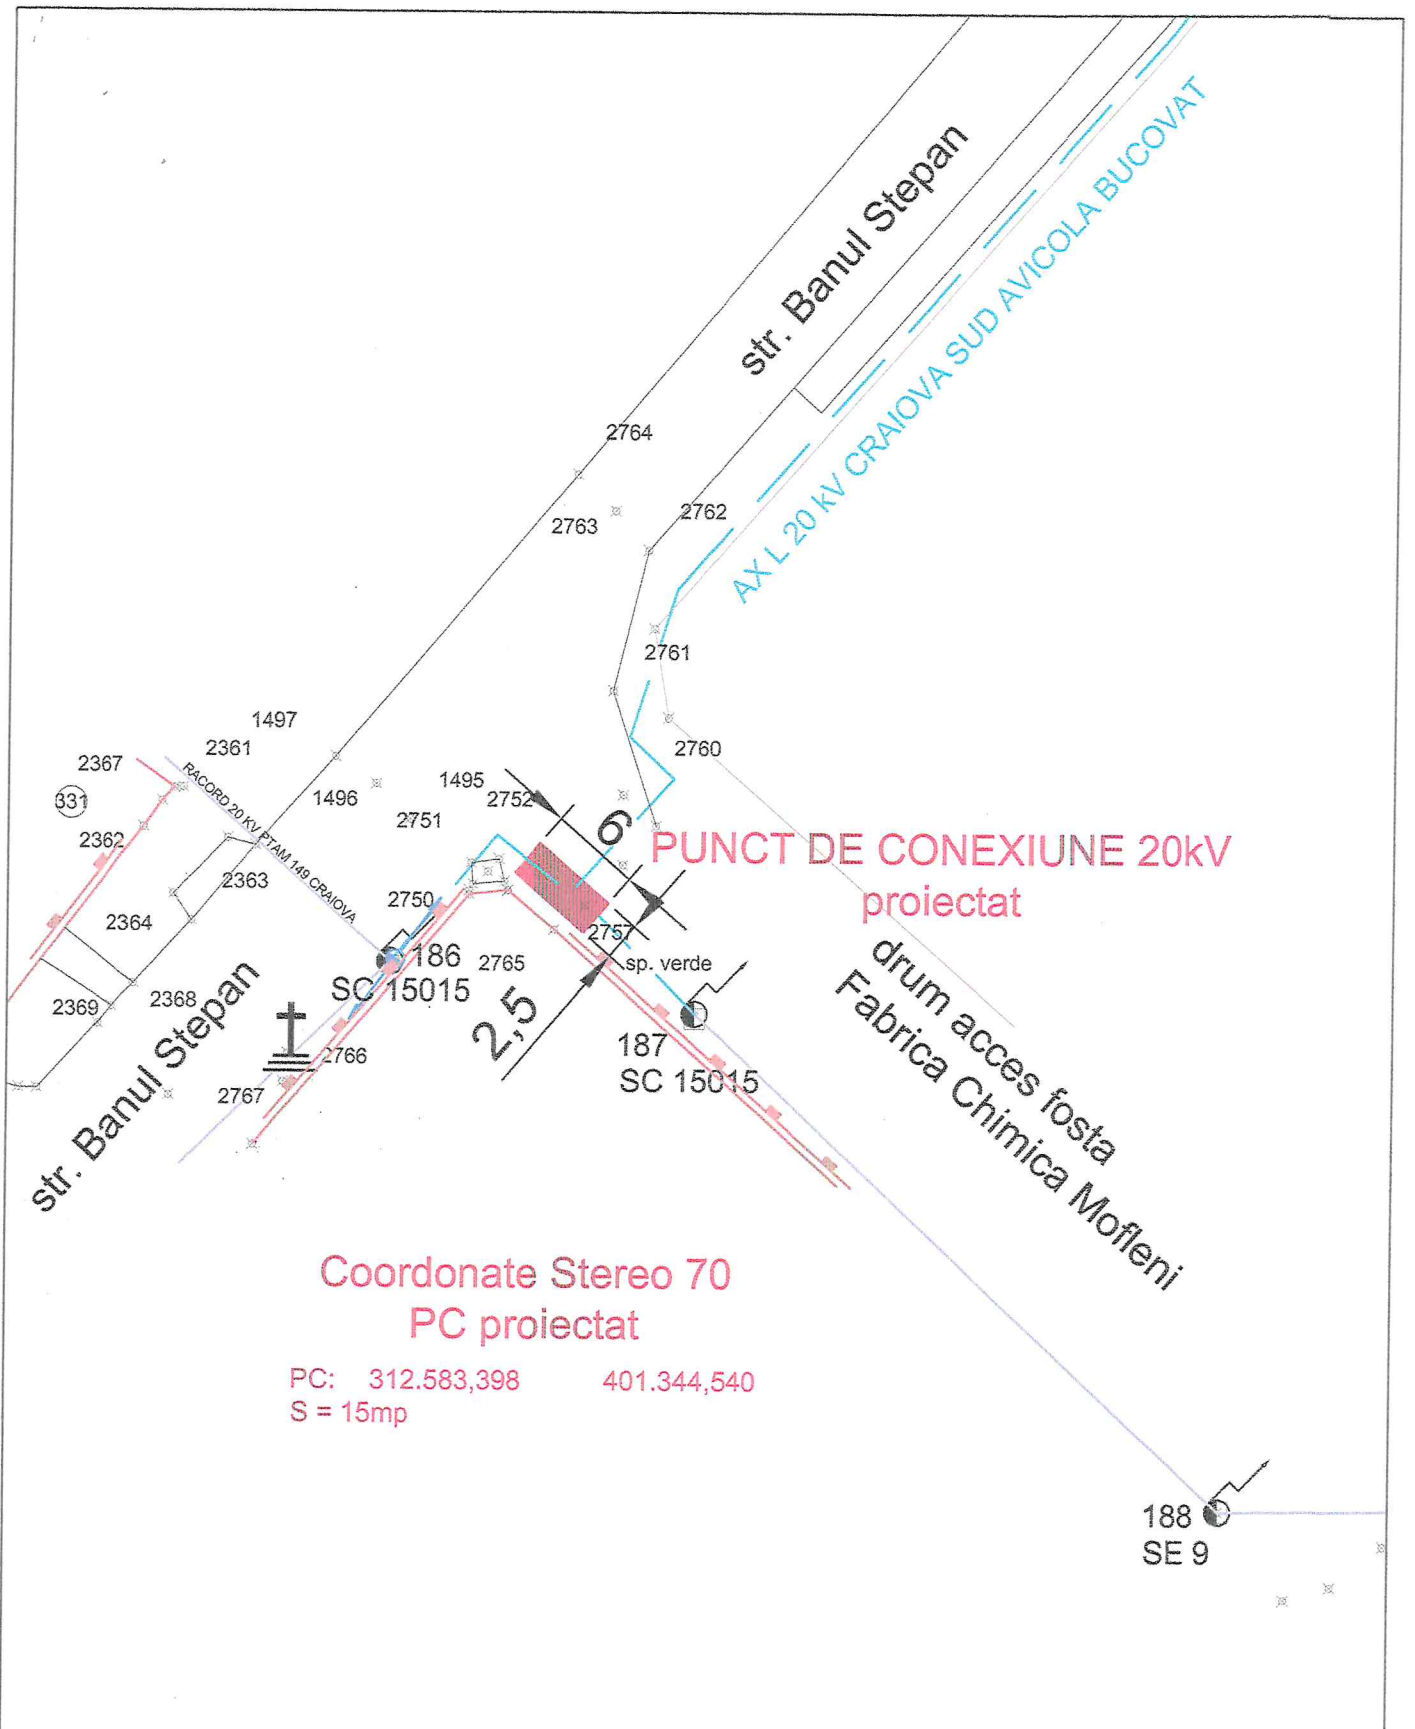 str. Banul Stepan
AX L 20 kV CRAIOVA SUD AVICOLA BUCOVAT
2764
2763
2762
2761
2760
1497
2361
2367
331
2362
RACORD 20 KV PTAM 149 CRAIOVA
1496
2751
1495
2752
6
PUNCT DE CONEXIUNE 20kV
proiectat
2363
2364
2750
2757
186
SC 15015
2765
sp. verde
2,5
drum acces fosta
Fabrica Chimica Mofleni
2369
2368
2766
2767
187
SC 15015
str. Banul Stepan
Coordonate Stereo 70
PC proiectat
PC: 312.583,398 401.344,540
S = 15mp
188
SE 9